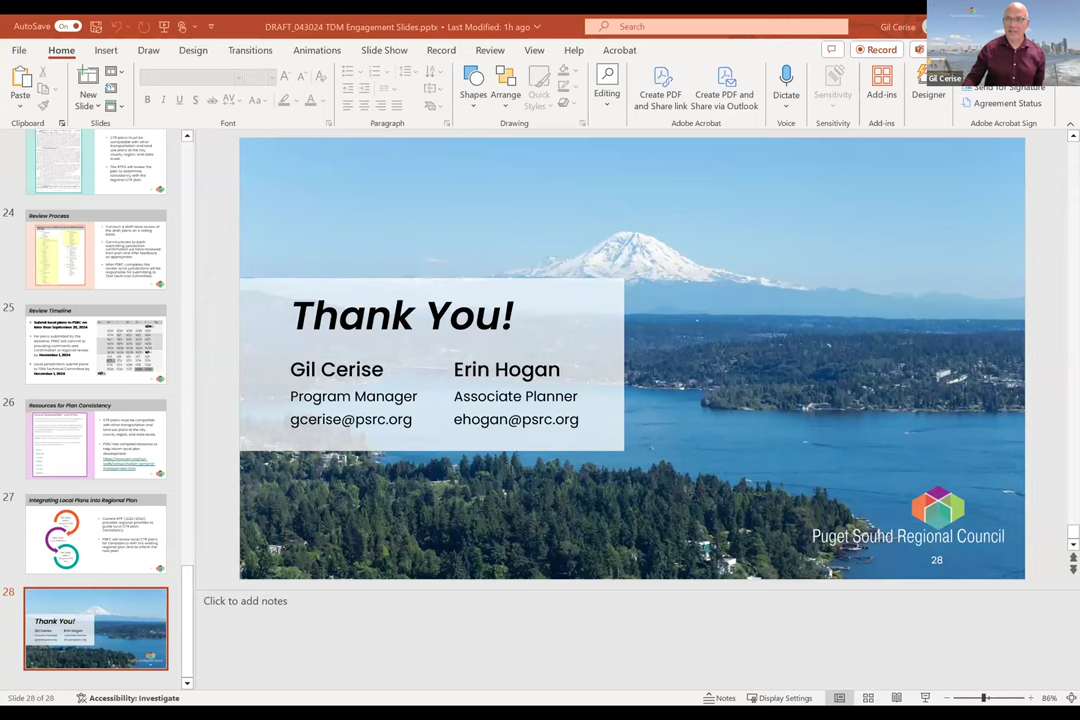 AutoSave On
DRAFT_043024 TDM Engagement Slides.pptx • Last Modified: 1h ago
Search
Gil Cerise
File Home Insert Draw Design Transitions Animations Slide Show Record Review View Help Acrobat
Record
Gil Cerise
Paste
New Slide
Shapes
Arrange
Quick Styles
Editing
Create PDF and Share link
Create PDF and Share via Outlook
Dictate
Sensitivity
Add-ins
Designer
Send for Signature
Agreement Status
Clipboard
Slides
Font
Paragraph
Drawing
Adobe Acrobat
Voice
Sensitivity
Add-ins
Adobe Acrobat Sign
24
Review Process
25
Review Timeline
26
Resources for Plan Consistency
27
Integrating Local Plans into Regional Plan
28
Thank You!
Thank You!
Gil Cerise
Program Manager
gcerise@psrc.org
Erin Hogan
Associate Planner
ehogan@psrc.org
Puget Sound Regional Council
28
Click to add notes
Slide 28 of 28
Accessibility: Investigate
Notes
Display Settings
86%